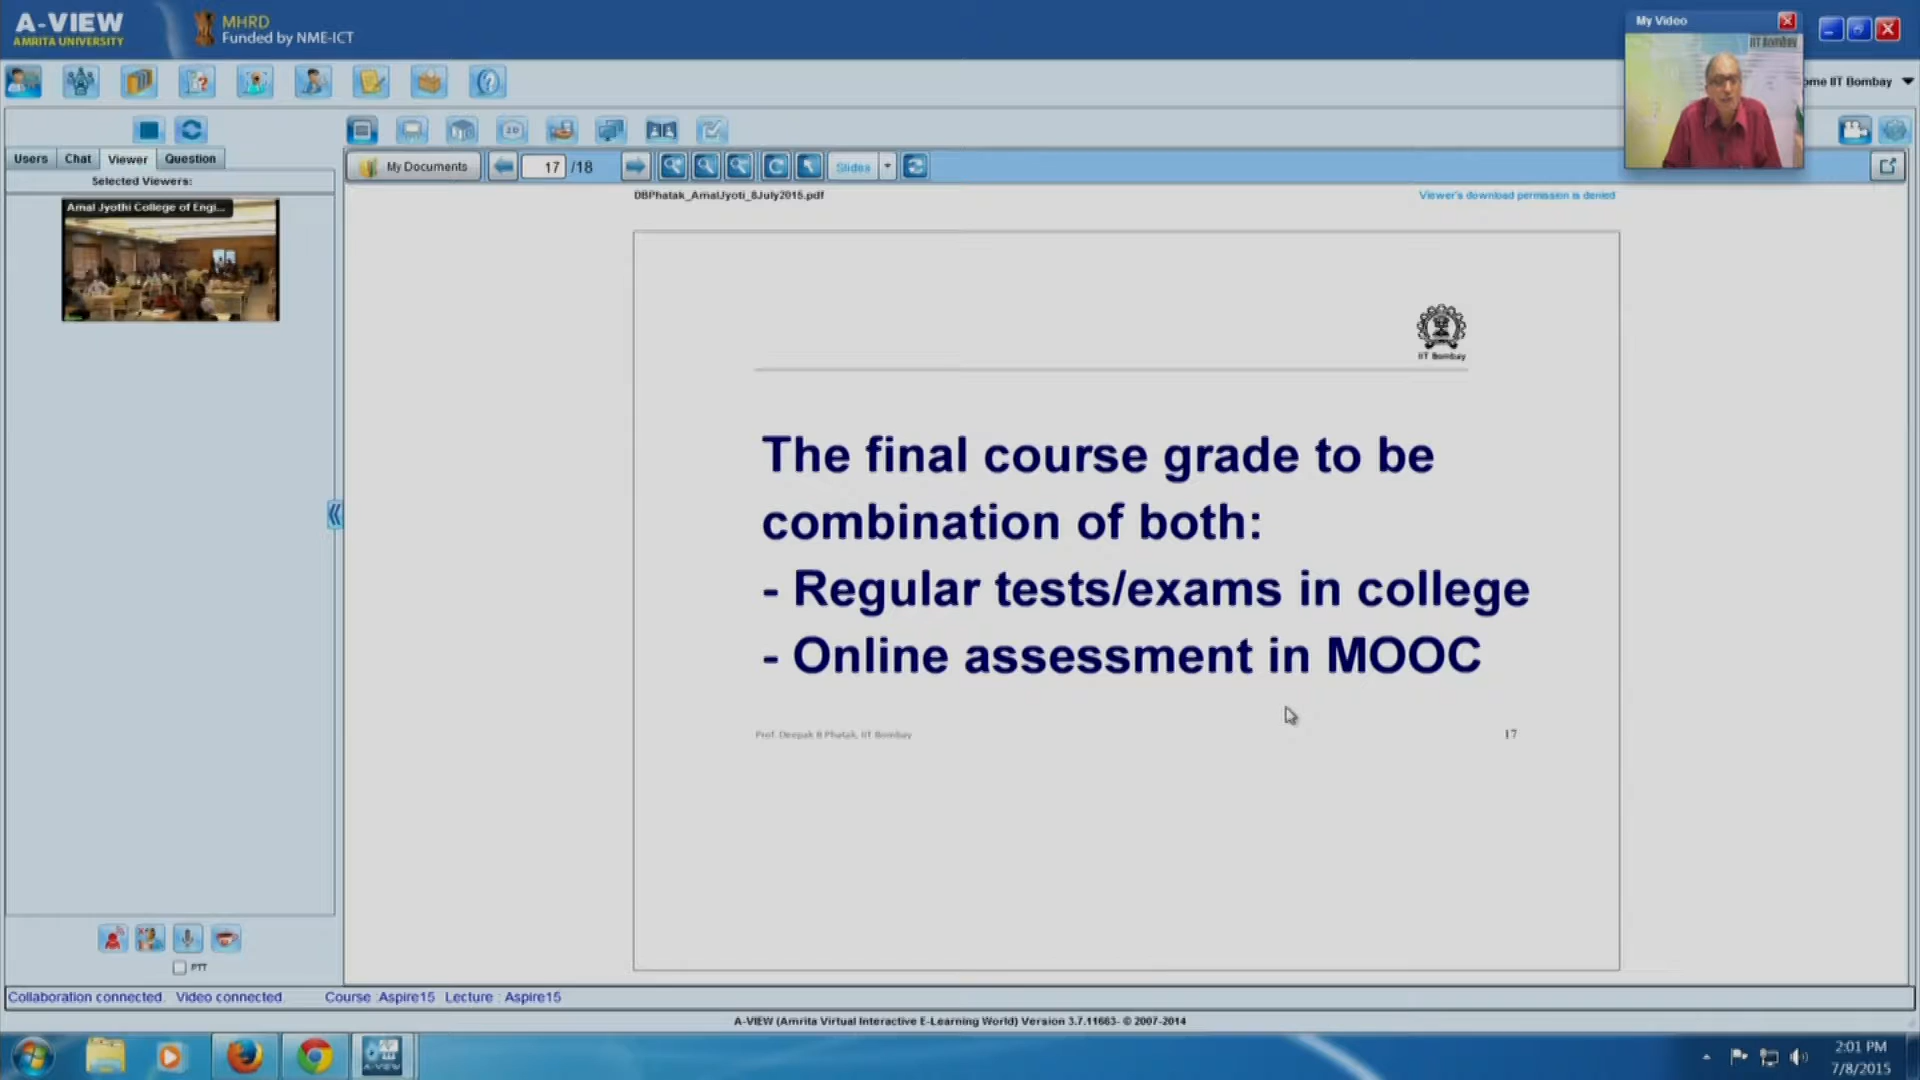 A-VIEW
AMRITA UNIVERSITY
MHRD
Funded by NME-ICT
My Video
IIT Bombay
ome IIT Bombay
Users Chat Viewer Question
Selected Viewers:
Amal Jyothi College of Engi...
My Documents 17 /18 Slides
DBPhatak_AmalJyoti_8July2015.pdf
Viewer's download permission is denied
IIT Bombay
The final course grade to be
combination of both:
- Regular tests/exams in college
- Online assessment in MOOC
Prof. Deepak B Phatak, IIT Bombay
17
PTT
Collaboration connected. Video connected. Course : Aspire15 Lecture : Aspire15
A-VIEW (Amrita Virtual Interactive E-Learning World) Version 3.7.11663- © 2007-2014
2:01 PM
7/8/2015